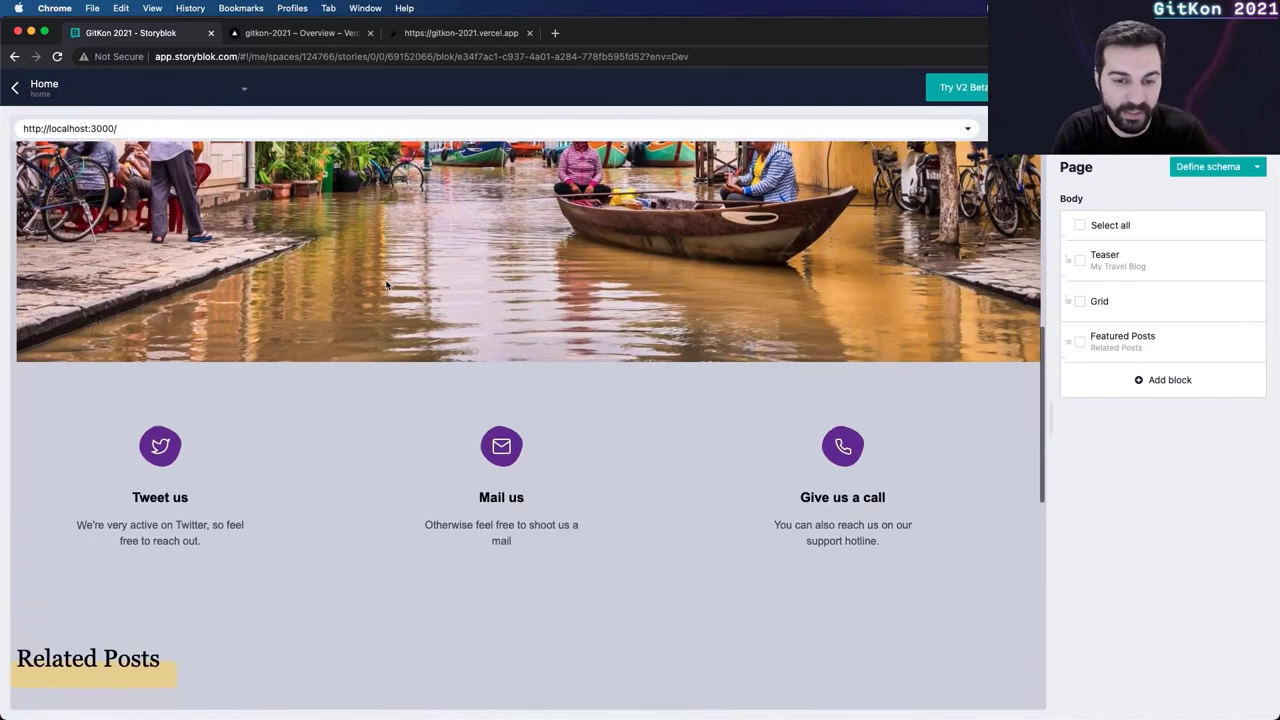 Chrome File Edit View History Bookmarks Profiles Tab Window Help
GitKon 2021
GitKon 2021 - Storyblok
gitkon-2021 – Overview – Ver
https://gitkon-2021.vercel.app
Not Secure
app.storyblok.com/#!/me/spaces/124766/stories/0/0/69152066/blok/e34f7ac1-c937-4a01-a284-778fb595fd52?env=Dev
Home
home
Try V2 Beta
http://localhost:3000/
Page
Define schema
Body
Select all
Teaser
My Travel Blog
Grid
Featured Posts
Related Posts
Add block
Tweet us
We're very active on Twitter, so feel
free to reach out.
Mail us
Otherwise feel free to shoot us a
mail
Give us a call
You can also reach us on our
support hotline.
Related Posts